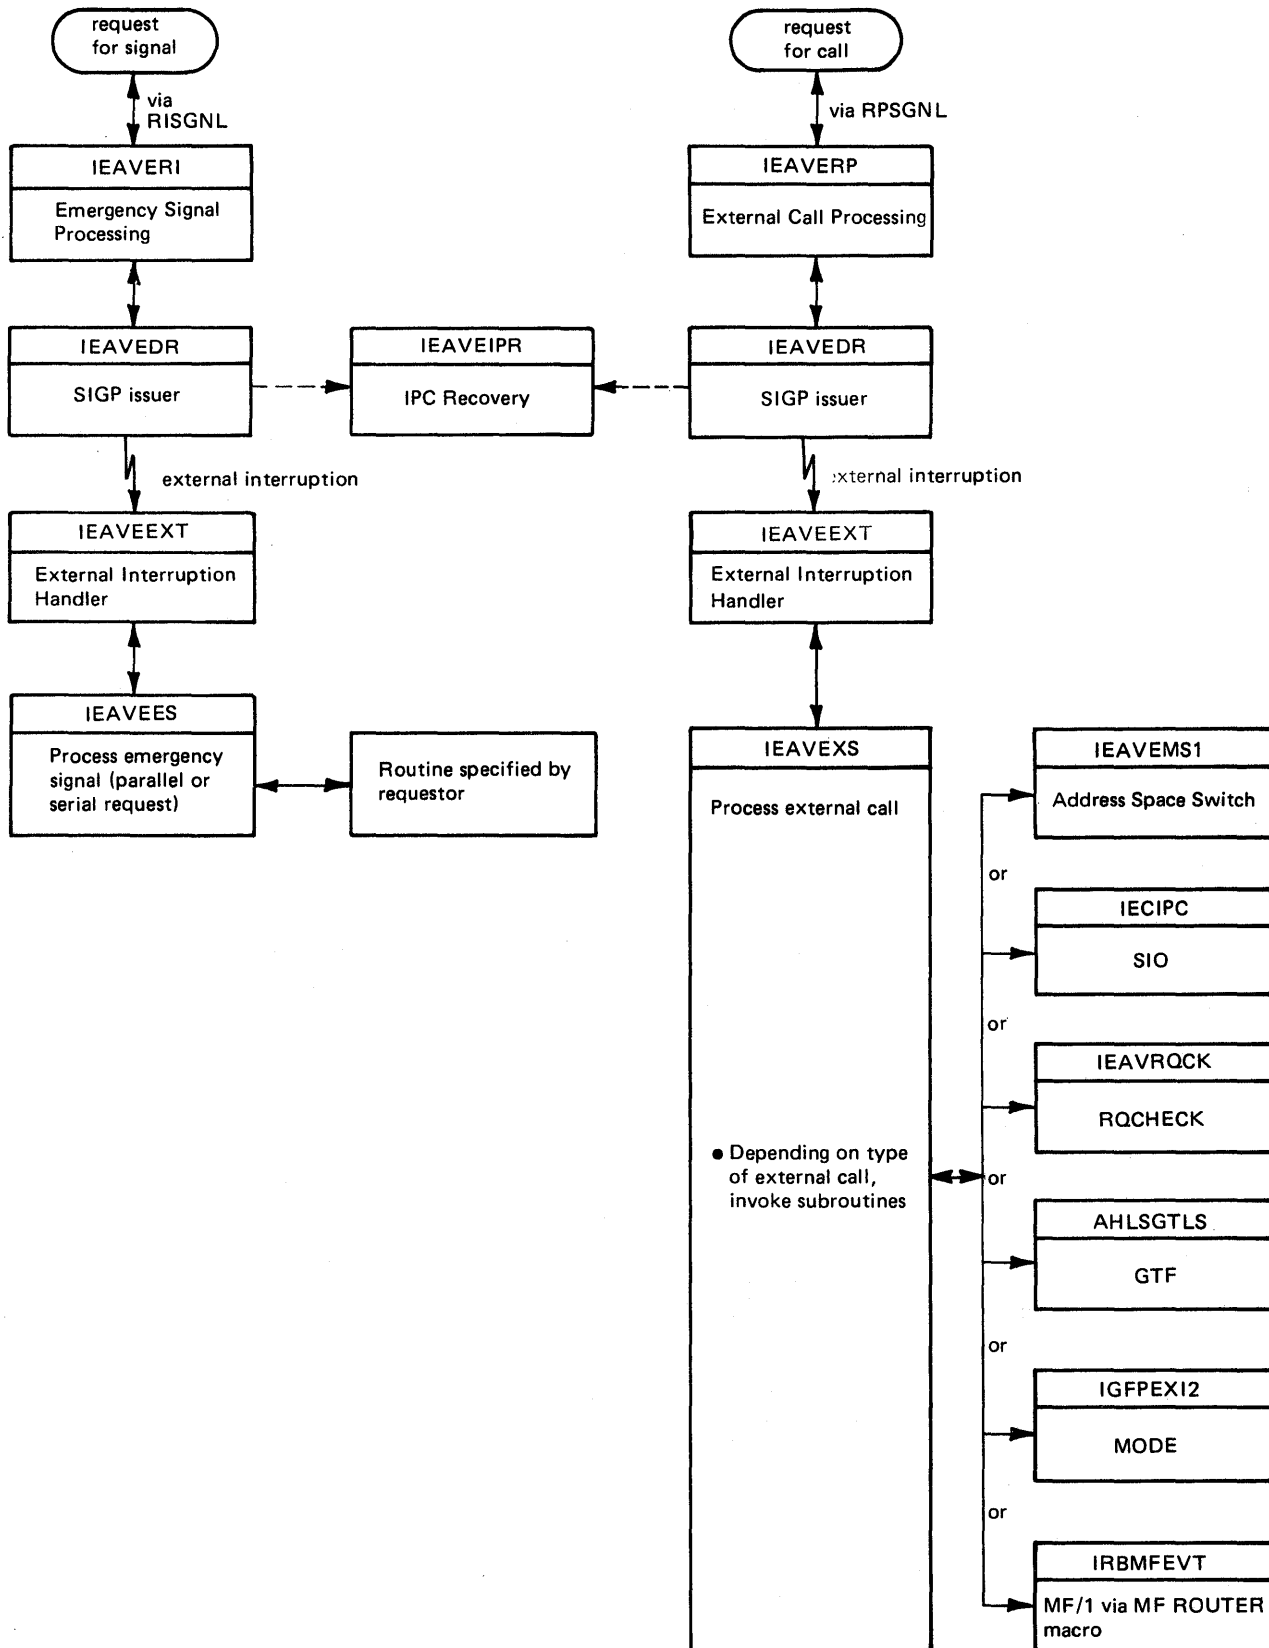 request
for signal
via
RISGNL
IEAVERI
Emergency Signal
Processing
IEAVEDR
SIGP issuer
IEAVEIPR
IPC Recovery
external interruption
IEAVEEXT
External Interruption
Handler
IEAVEES
Process emergency
signal (parallel or
serial request)
Routine specified by
requestor
request
for call
via RPSGNL
IEAVERP
External Call Processing
IEAVEDR
SIGP issuer
external interruption
IEAVEEXT
External Interruption
Handler
IEAVEXS
Process external call
● Depending on type
of external call,
invoke subroutines
IEAVEMS1
Address Space Switch
or
IECIPC
SIO
or
IEAVRQCK
RQCHECK
or
AHLSGTLS
GTF
or
IGFPEXI2
MODE
or
IRBMFEVT
MF/1 via MF ROUTER
macro